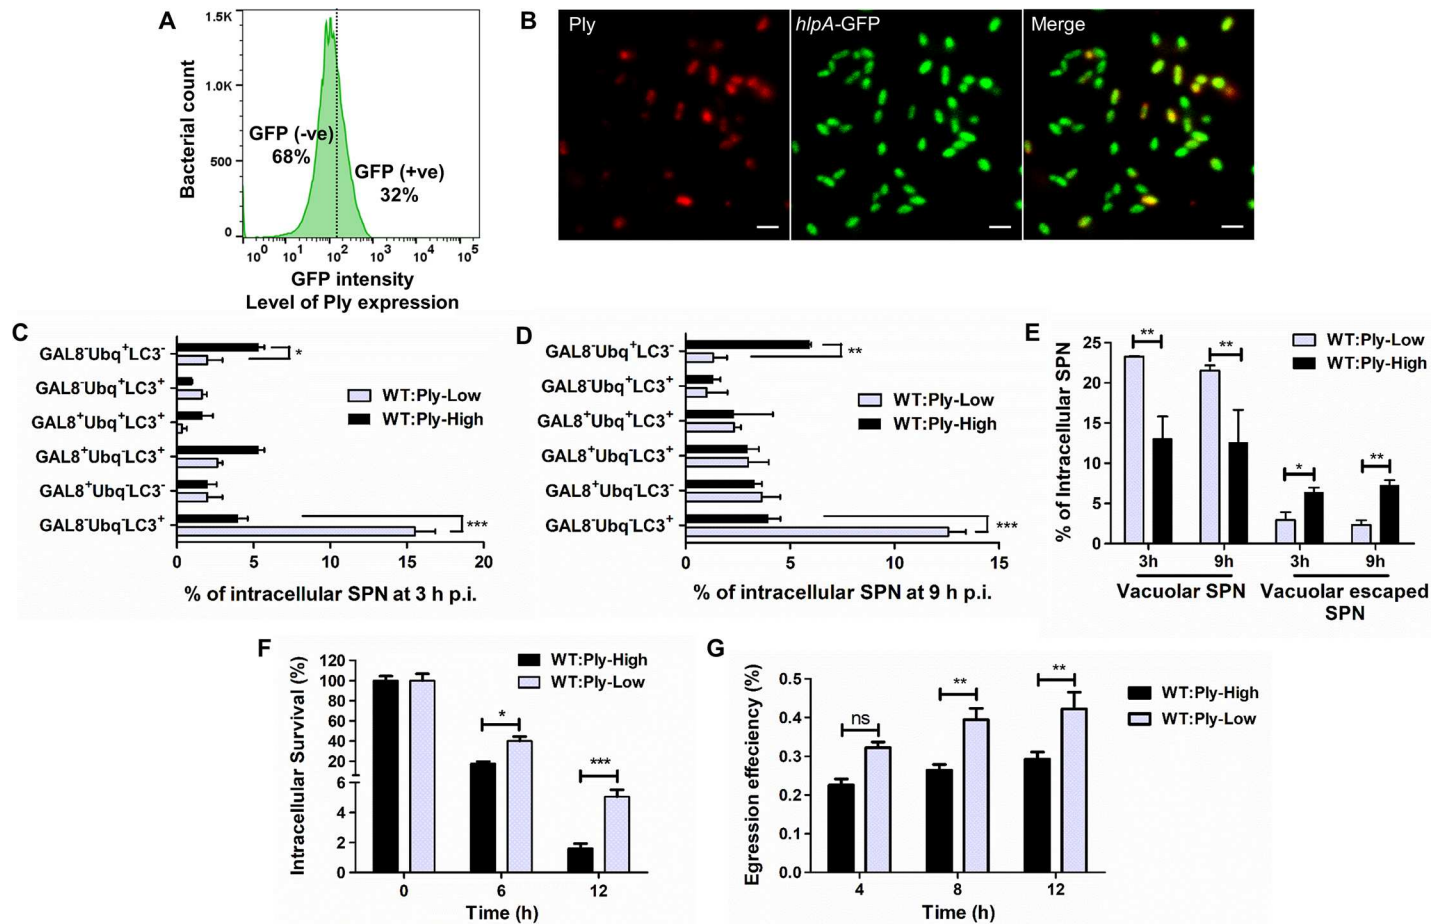 A
1.5K
1.0K
500
0
Bacterial count
GFP (-ve)
68%
GFP (+ve)
32%
10^0 10^1 10^2 10^3 10^4 10^5
GFP intensity
Level of Ply expression
B
Ply
hlpA-GFP
Merge
C
GAL8⁻Ubq⁺LC3⁻
GAL8⁻Ubq⁺LC3⁺
GAL8⁺Ubq⁺LC3⁺
GAL8⁺Ubq⁻LC3⁺
GAL8⁺Ubq⁻LC3⁻
GAL8⁻Ubq⁻LC3⁺
*
WT:Ply-Low
WT:Ply-High
***
0 5 10 15 20
% of intracellular SPN at 3 h p.i.
D
GAL8⁻Ubq⁺LC3⁻
GAL8⁻Ubq⁺LC3⁺
GAL8⁺Ubq⁺LC3⁺
GAL8⁺Ubq⁻LC3⁺
GAL8⁺Ubq⁻LC3⁻
GAL8⁻Ubq⁻LC3⁺
**
WT:Ply-Low
WT:Ply-High
***
0 5 10 15
% of intracellular SPN at 9 h p.i.
E
WT:Ply-Low
WT:Ply-High
% of Intracellular SPN
25
20
15
10
5
0
** ** * **
3h 9h 3h 9h
Vacuolar SPN
Vacuolar escaped
SPN
F
WT:Ply-High
WT:Ply-Low
Intracellular Survival (%)
120
100
80
60
40
20
6
4
2
0
* ***
0 6 12
Time (h)
G
WT:Ply-High
WT:Ply-Low
Egression effeciency (%)
0.5
0.4
0.3
0.2
0.1
0.0
ns ** **
4 8 12
Time (h)